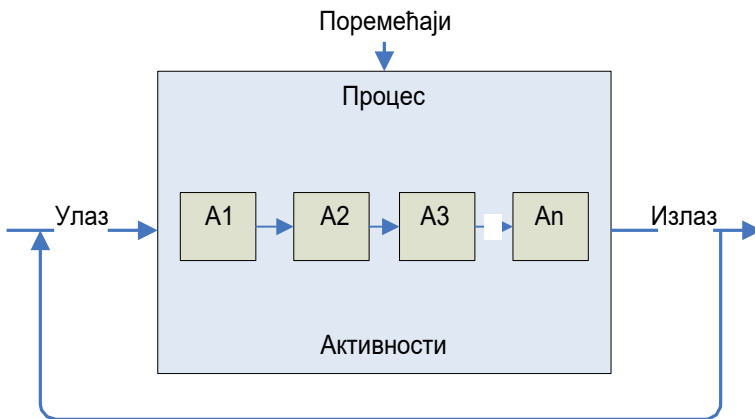 Поремећаји
Процес
Улаз
A1
A2
A3
An
Излаз
Активности